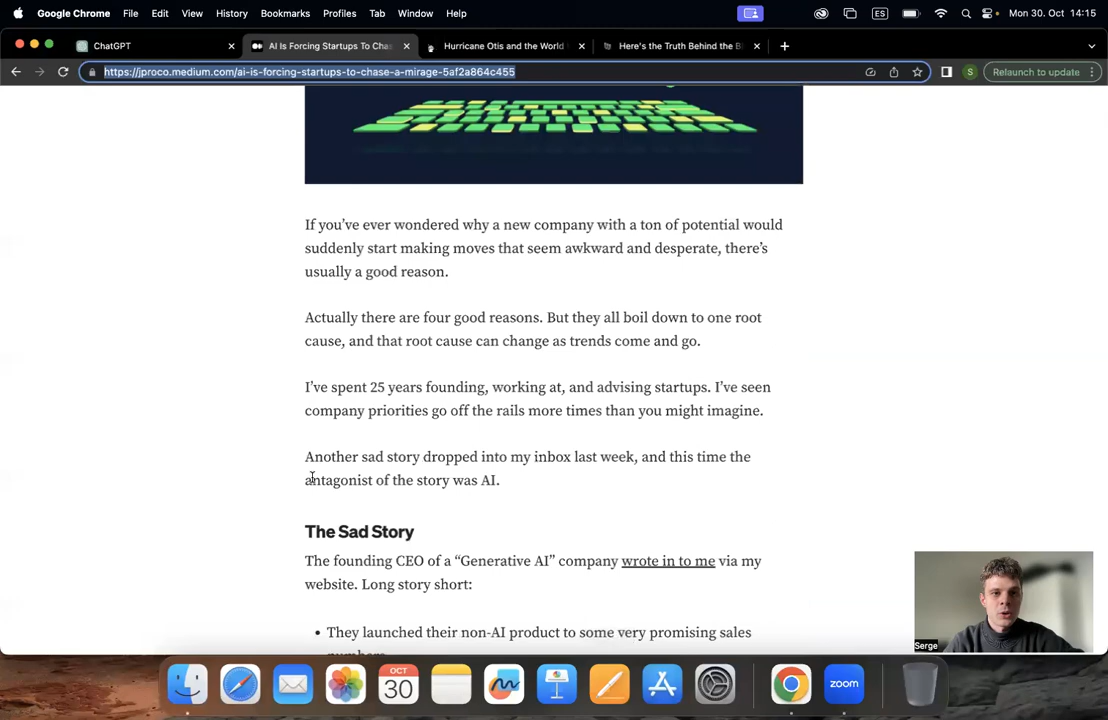 Google Chrome File Edit View History Bookmarks Profiles Tab Window Help ES Mon 30. Oct 14:15
ChatGPT AI Is Forcing Startups To Cha Hurricane Otis and the World Here's the Truth Behind the B
https://jproco.medium.com/ai-is-forcing-startups-to-chase-a-mirage-5af2a864c455 S Relaunch to update
If you've ever wondered why a new company with a ton of potential would
suddenly start making moves that seem awkward and desperate, there's
usually a good reason.
Actually there are four good reasons. But they all boil down to one root
cause, and that root cause can change as trends come and go.
I've spent 25 years founding, working at, and advising startups. I've seen
company priorities go off the rails more times than you might imagine.
Another sad story dropped into my inbox last week, and this time the
antagonist of the story was AI.
The Sad Story
The founding CEO of a “Generative AI” company wrote in to me via my
website. Long story short:
• They launched their non-AI product to some very promising sales
numbers
Serge
OCT
30
zoom